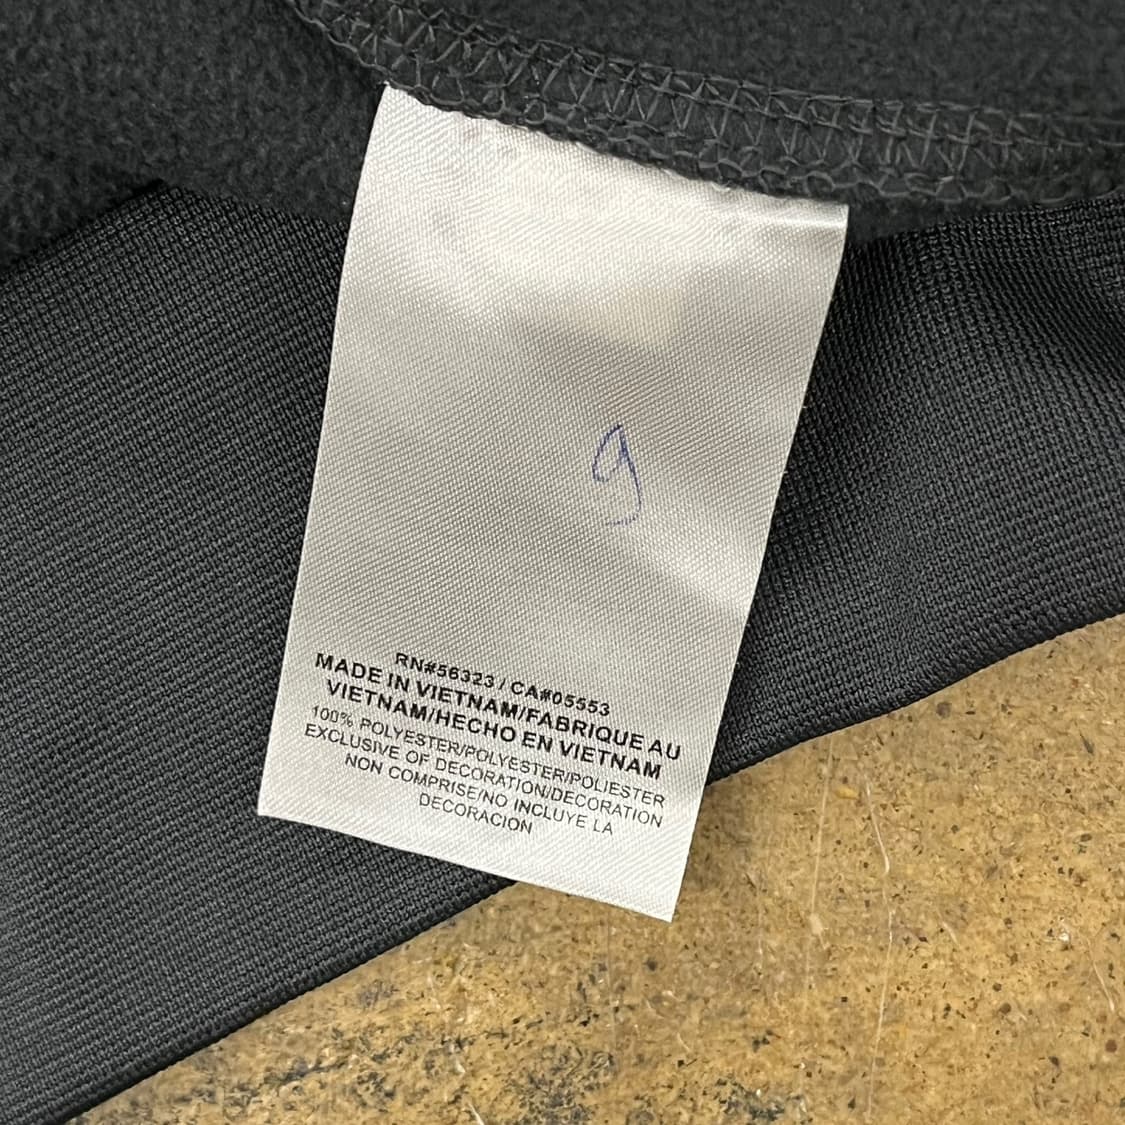 9
RN#56323 / CA#05553
MADE IN VIETNAM/FABRIQUE AU
VIETNAM/HECHO EN VIETNAM
100% POLYESTER/POLYESTER/POLIESTER
EXCLUSIVE OF DECORATION/DECORATION
NON COMPRISE/NO INCLUYE LA
DECORACION